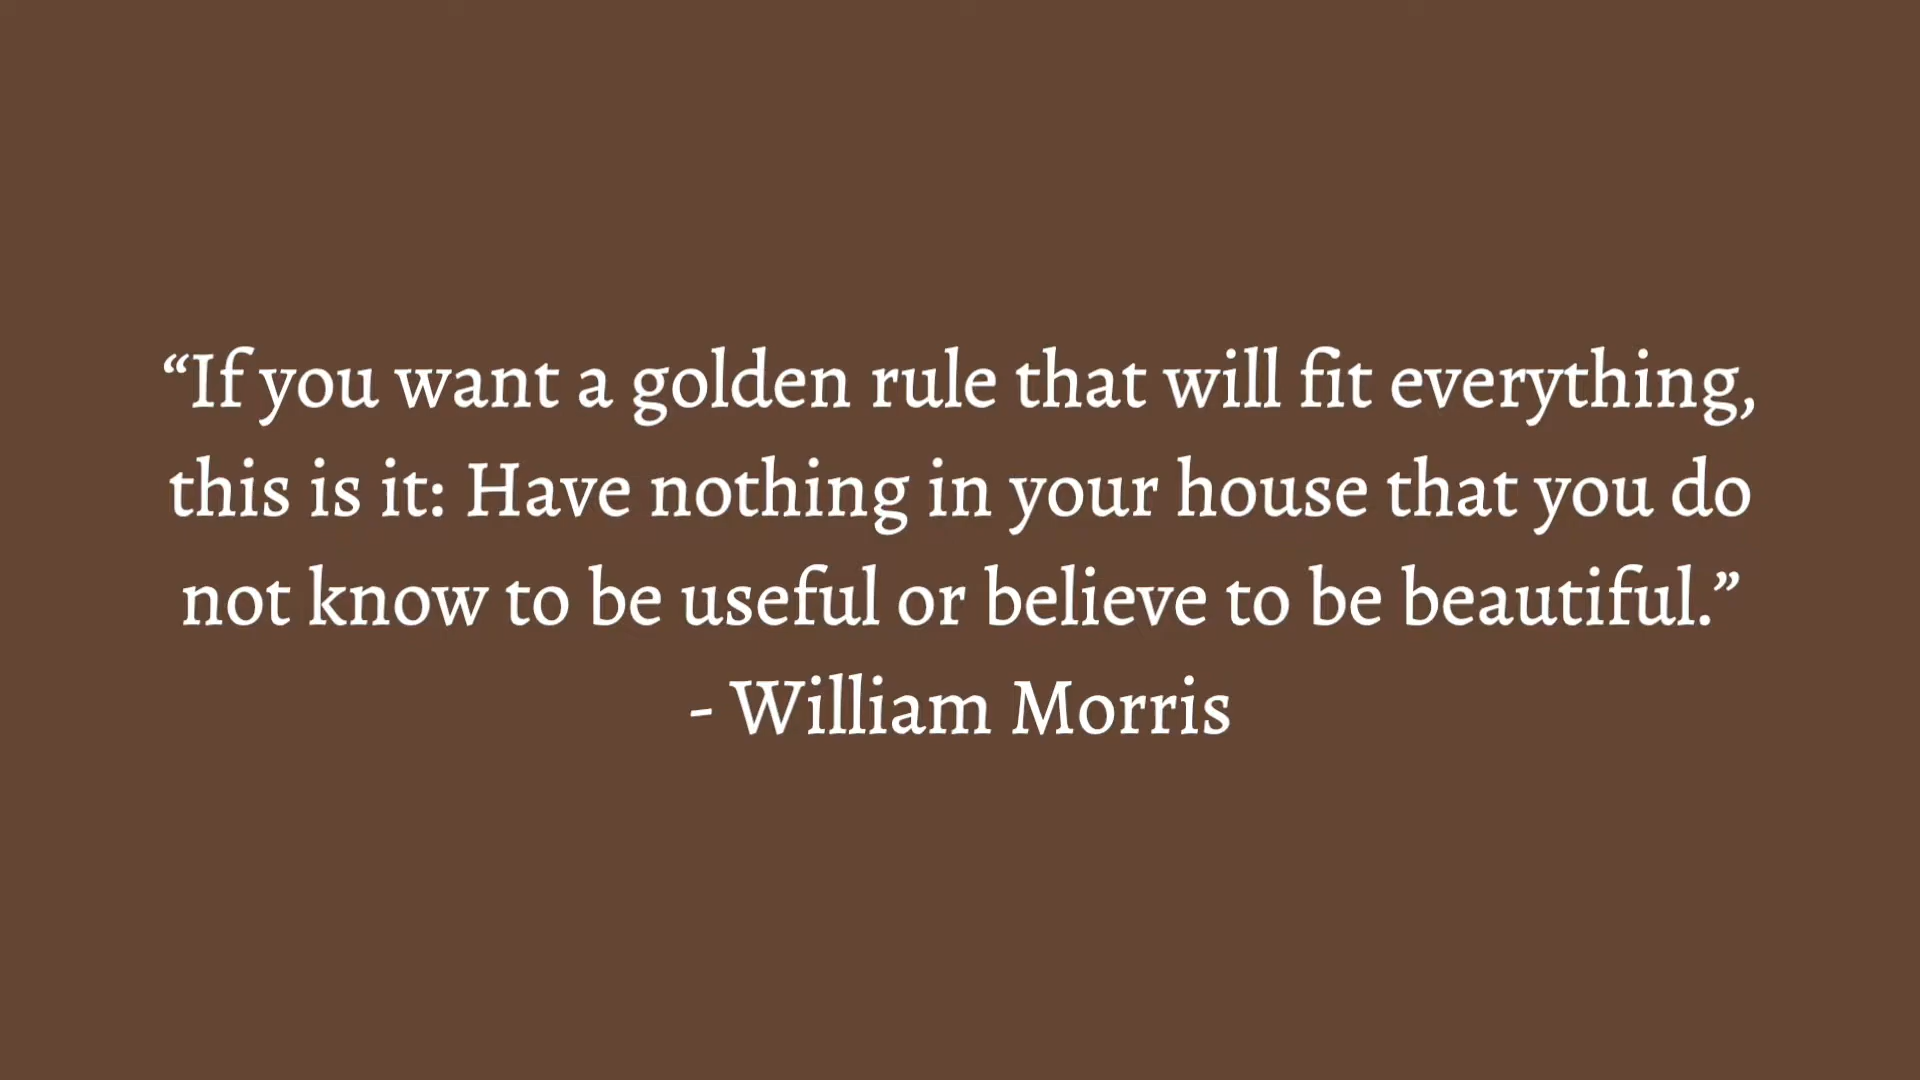 “If you want a golden rule that will fit everything,
this is it: Have nothing in your house that you do
not know to be useful or believe to be beautiful.”
- William Morris